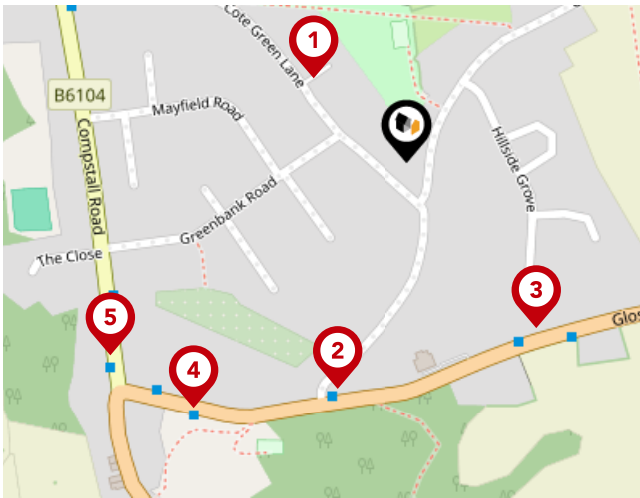 Cote Green Lane
1
B6104
Mayfield Road
Compstall Road
Hillside Grove
Greenbank Road
The Close
3
5
Glos
2
4